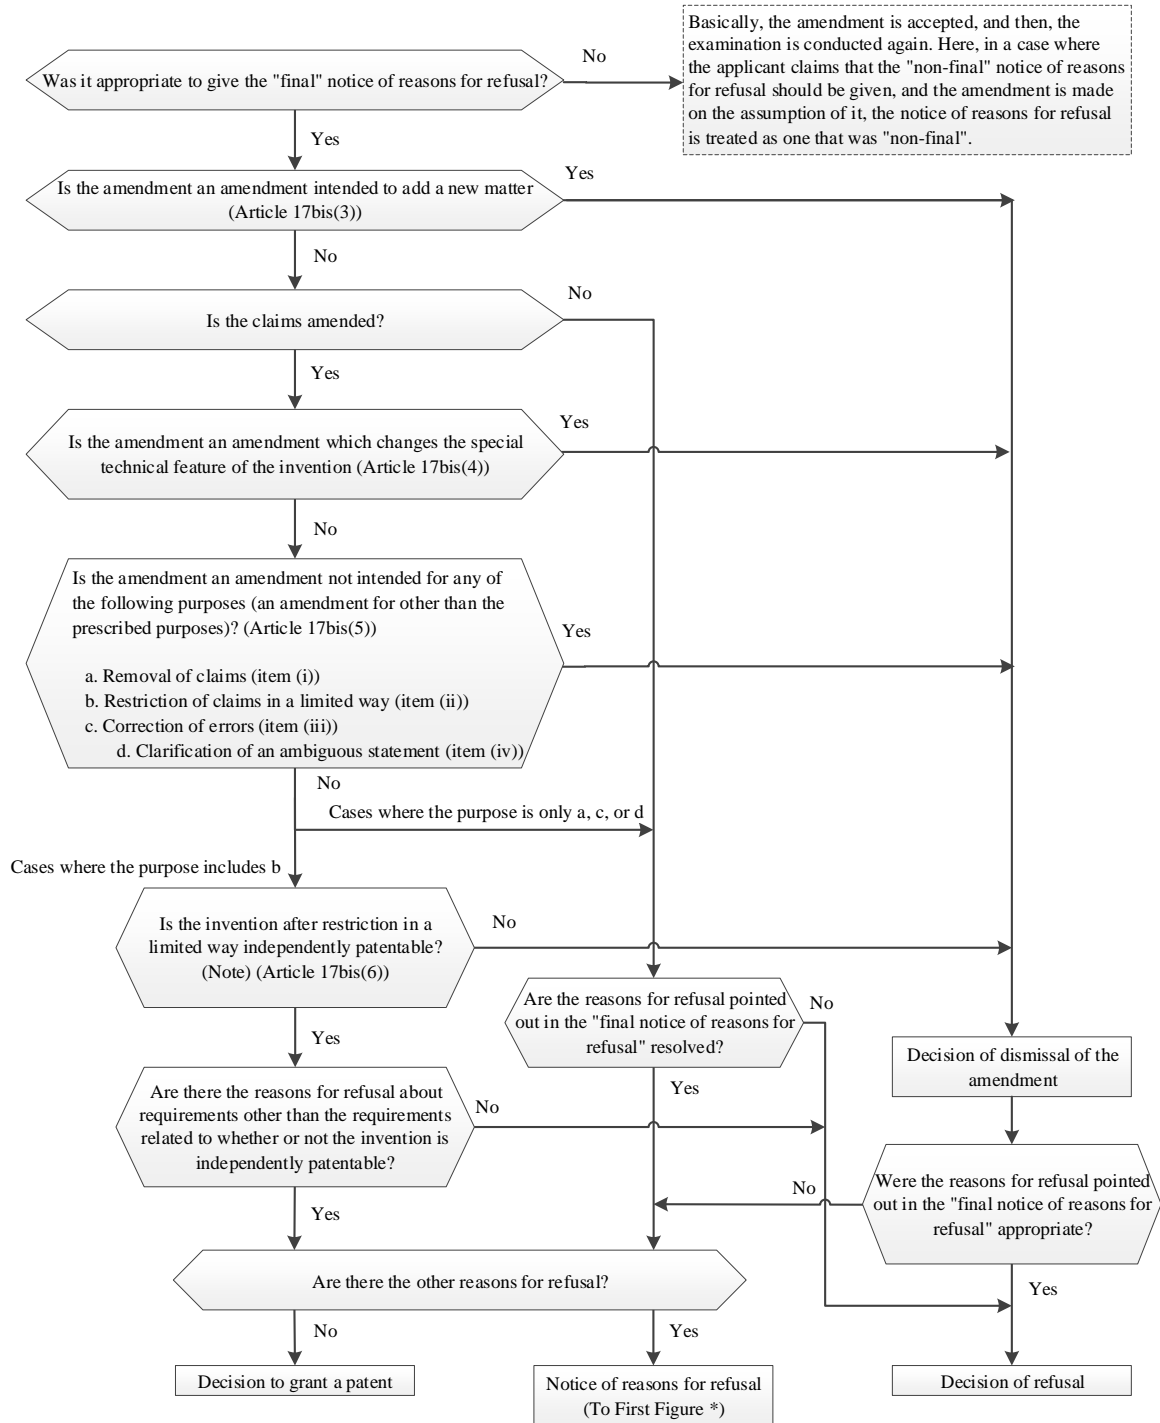 Basically, the amendment is accepted, and then, the
examination is conducted again. Here, in a case where
the applicant claims that the "non-final" notice of reasons
for refusal should be given, and the amendment is made
on the assumption of it, the notice of reasons for refusal
is treated as one that was "non-final".
No
Was it appropriate to give the "final" notice of reasons for refusal?
Yes
Yes
Is the amendment an amendment intended to add a new matter
(Article 17bis(3))
No
No
Is the claims amended?
Yes
Yes
Is the amendment an amendment which changes the special
technical feature of the invention (Article 17bis(4))
No
Is the amendment an amendment not intended for any of
the following purposes (an amendment for other than the
prescribed purposes)? (Article 17bis(5))
Yes
a. Removal of claims (item (i))
b. Restriction of claims in a limited way (item (ii))
c. Correction of errors (item (iii))
d. Clarification of an ambiguous statement (item (iv))
No
Cases where the purpose is only a, c, or d
Cases where the purpose includes b
Is the invention after restriction in a
limited way independently patentable?
(Note) (Article 17bis(6))
No
Are the reasons for refusal pointed
out in the "final notice of reasons for
refusal" resolved?
No
Yes
Yes
Decision of dismissal of the
amendment
Are there the reasons for refusal about
requirements other than the requirements
related to whether or not the invention is
independently patentable?
No
Were the reasons for refusal pointed
out in the "final notice of reasons for
refusal" appropriate?
No
Yes
Yes
Are there the other reasons for refusal?
No
Yes
Decision to grant a patent
Notice of reasons for refusal
(To First Figure *)
Decision of refusal